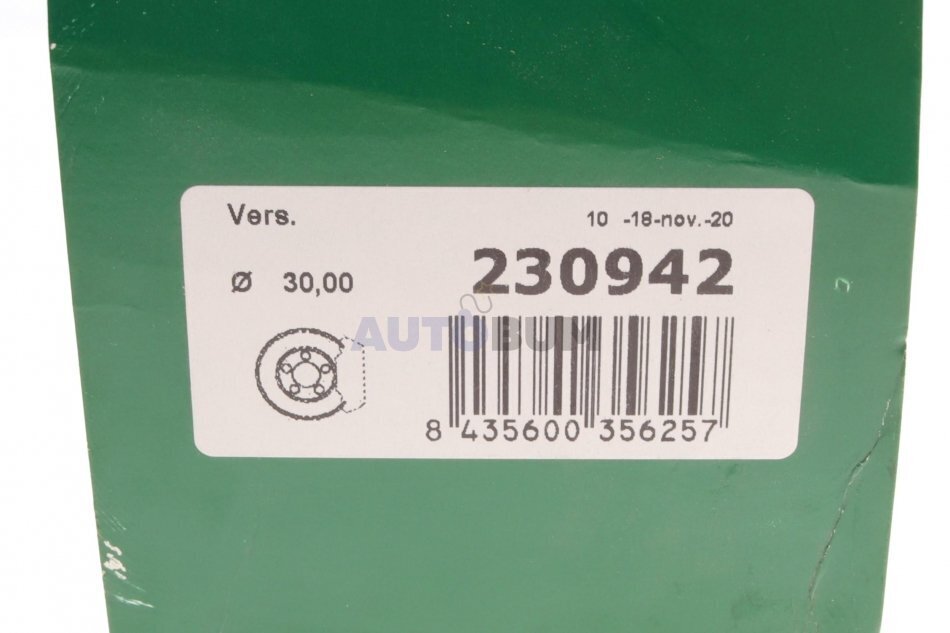 Vers. 10 -18-nov.-20
230942
Ø 30,00
AUTOBUM
8 435600 356257